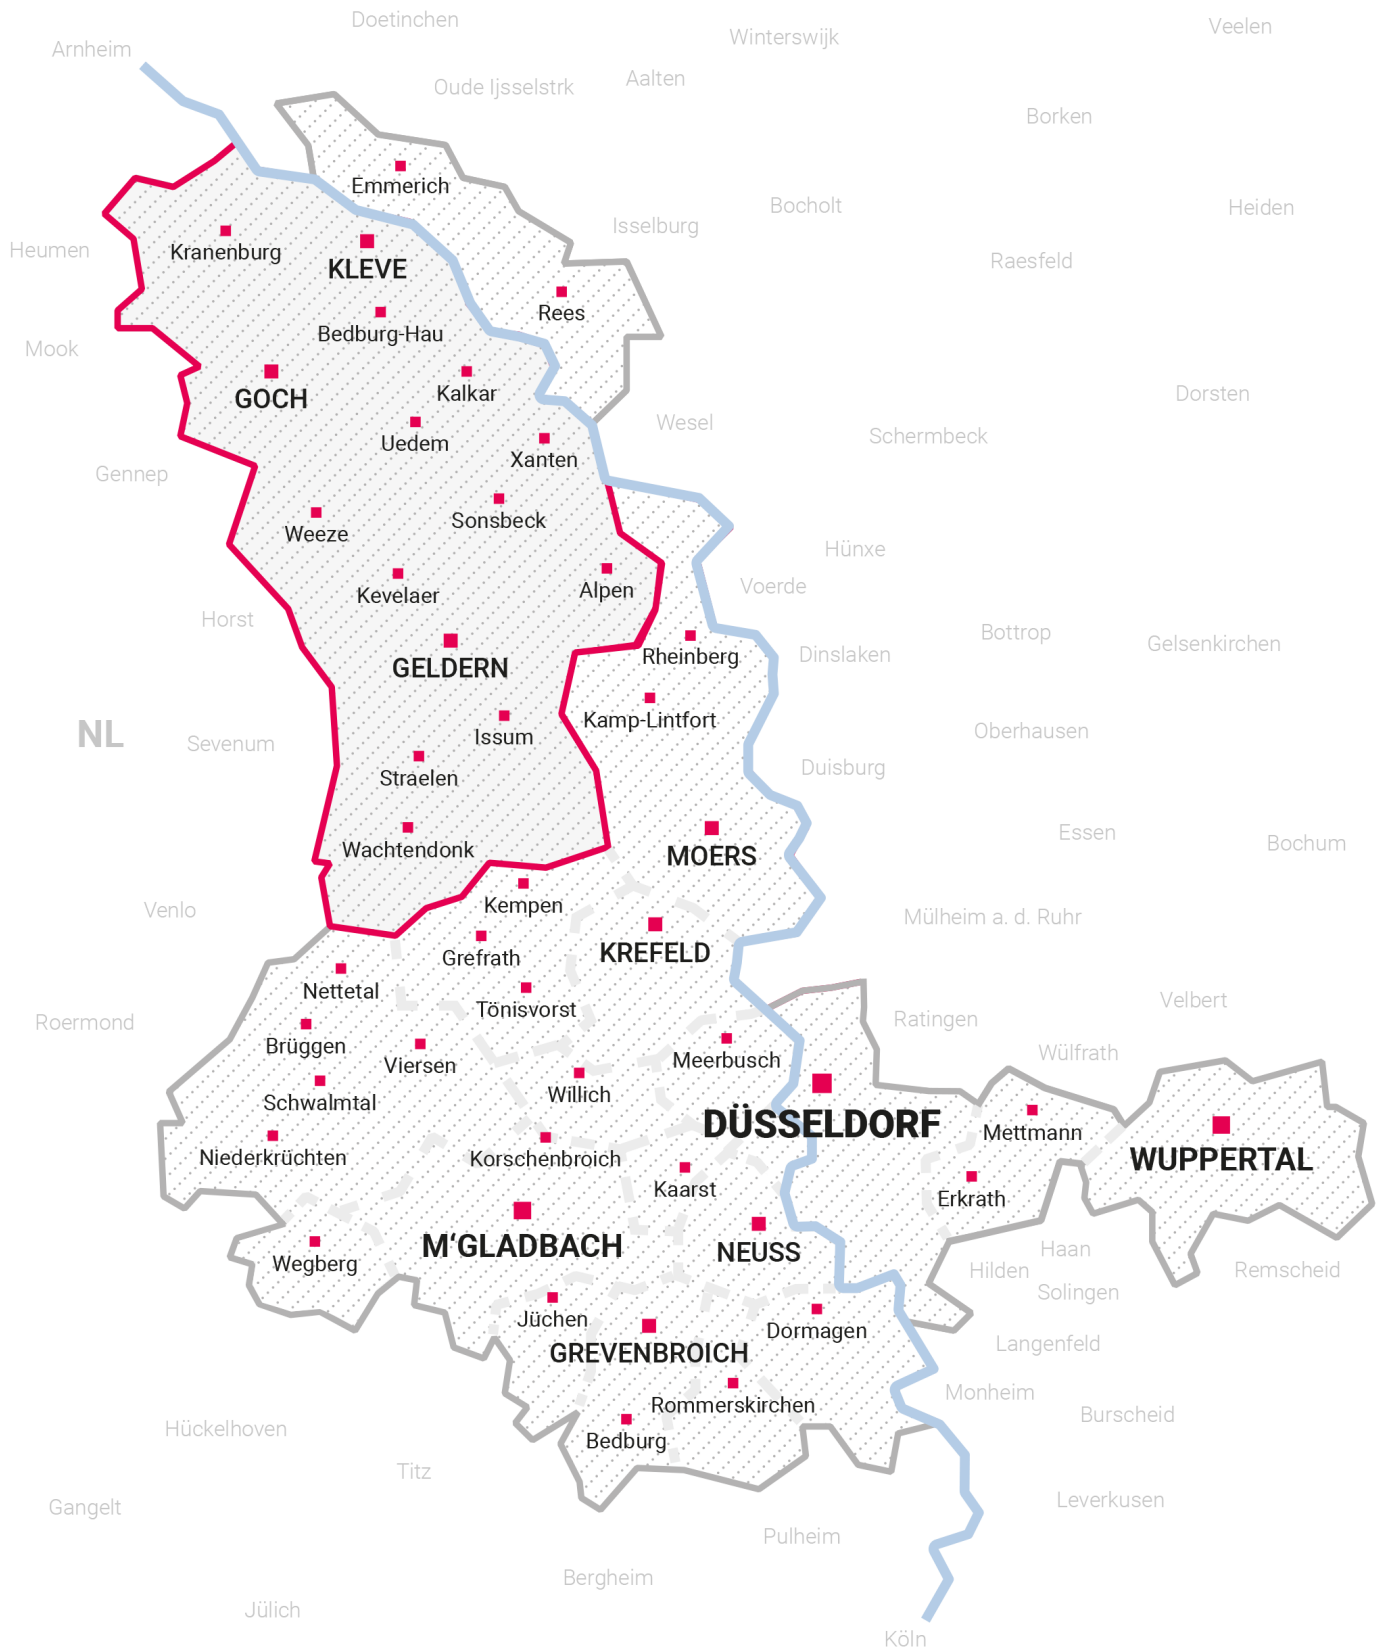 Doetinchen
Veelen
Winterswijk
Arnheim
Aalten
Oude Ijsselstrk
Borken
Emmerich
Bocholt
Heiden
Isselburg
Heumen
Kranenburg
KLEVE
Raesfeld
Rees
Bedburg-Hau
Mook
Kalkar
Dorsten
GOCH
Wesel
Schermbeck
Uedem
Xanten
Gennep
Sonsbeck
Weeze
Hünxe
Voerde
Alpen
Kevelaer
Horst
Bottrop
Gelsenkirchen
Dinslaken
Rheinberg
GELDERN
Kamp-Lintfort
Oberhausen
NL
Issum
Sevenum
Duisburg
Straelen
Essen
Bochum
Wachtendonk
MOERS
Kempen
Venlo
Mülheim a. d. Ruhr
KREFELD
Grefrath
Nettetal
Velbert
Tönisvorst
Ratingen
Roermond
Brüggen
Wülfrath
Meerbusch
Viersen
Willich
Schwalmtal
DÜSSELDORF
Mettmann
Niederkrüchten
Korschenbroich
WUPPERTAL
Kaarst
Erkrath
M‘GLADBACH
NEUSS
Haan
Wegberg
Hilden
Remscheid
Solingen
Jüchen
Dormagen
Langenfeld
GREVENBROICH
Monheim
Rommerskirchen
Burscheid
Hückelhoven
Bedburg
Titz
Leverkusen
Gangelt
Pulheim
Bergheim
Jülich
Köln